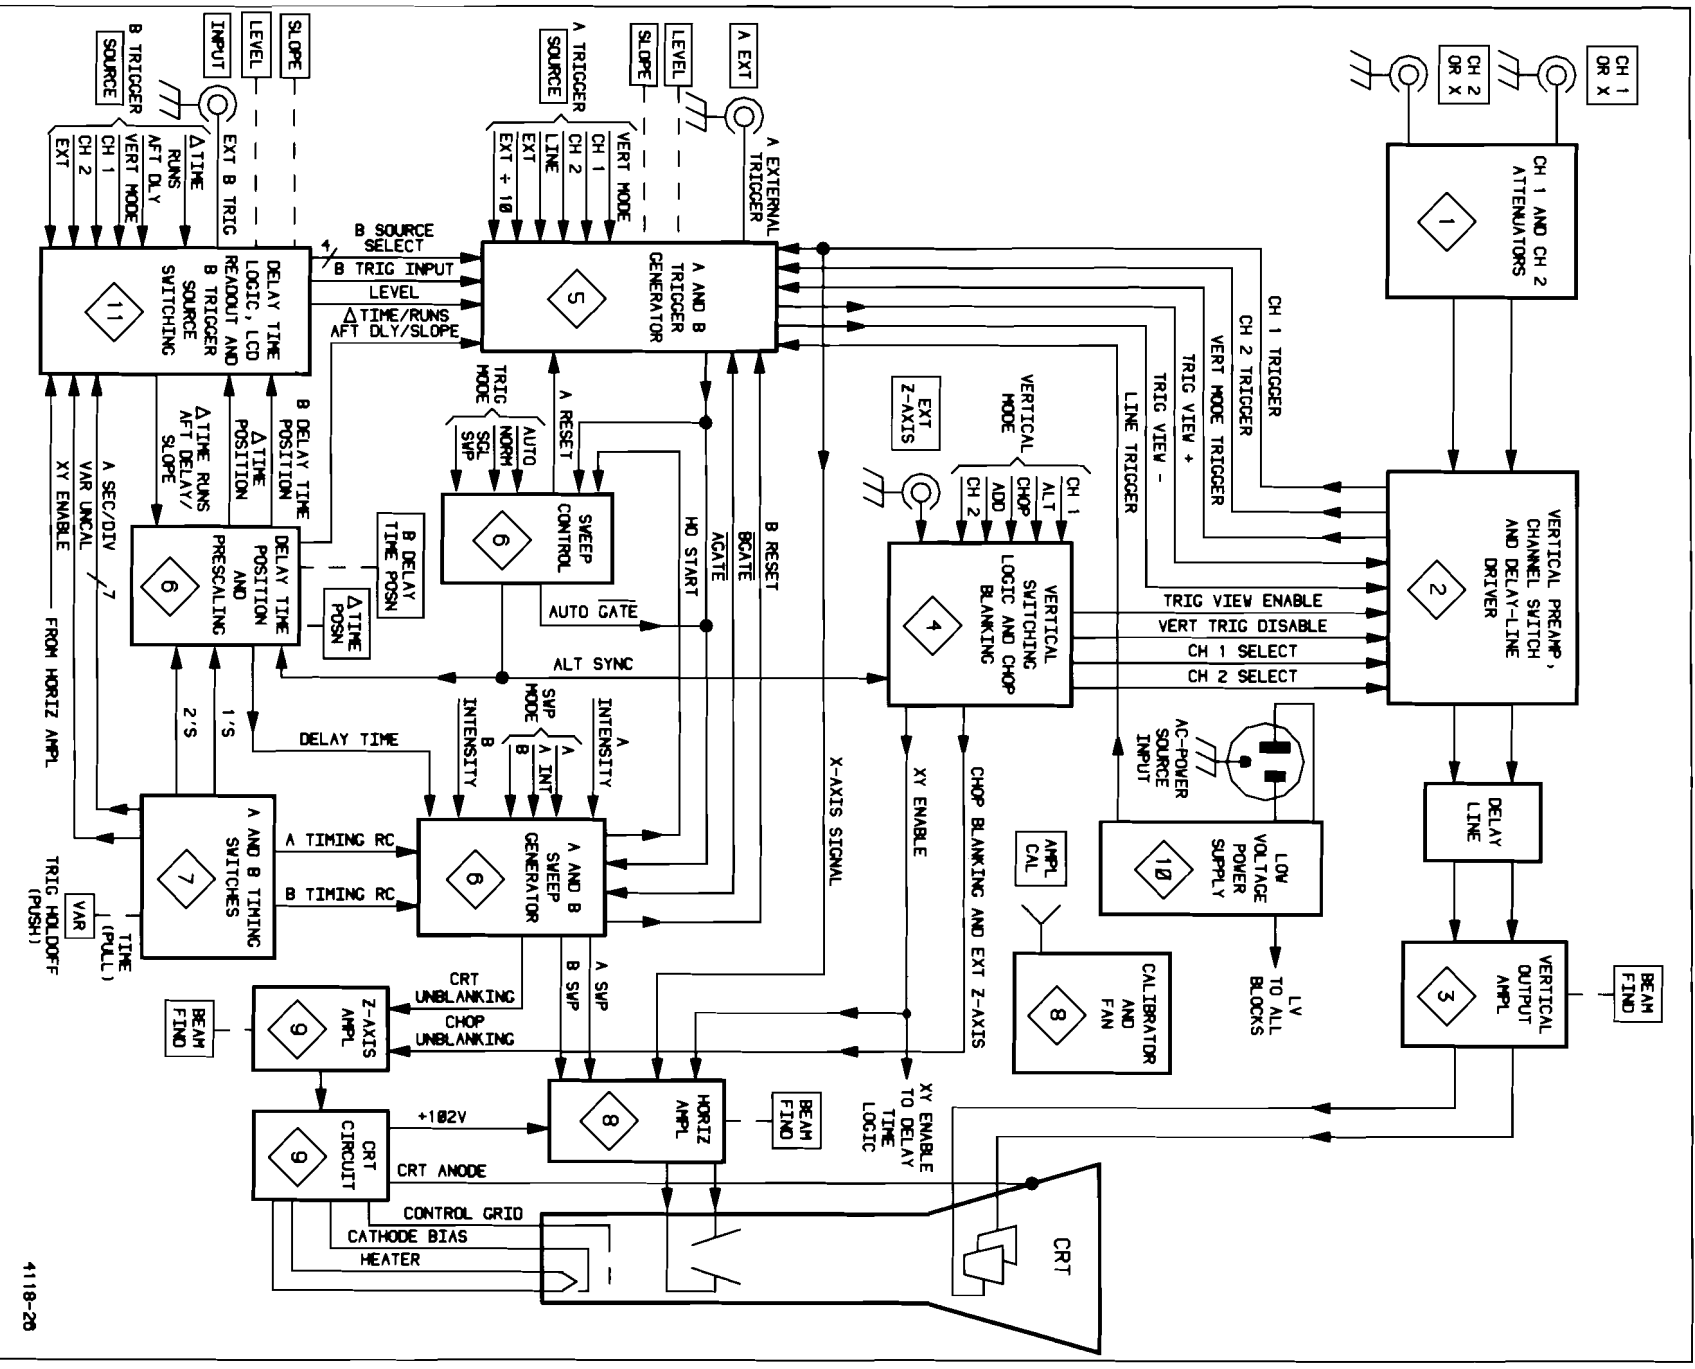 CH 1
OR X
CH 2
OR X
CH 1 AND CH 2
ATTENUATORS
1
CH 1 TRIGGER
CH 2 TRIGGER
VERT MODE TRIGGER
TRIG VIEW +
TRIG VIEW -
LINE TRIGGER
VERTICAL PREAMP,
CHANNEL SWITCH
AND DELAY-LINE
DRIVER
2
DELAY
LINE
VERTICAL
OUTPUT
AMPL
3
BEAM
FIND
TRIG VIEW ENABLE
VERT TRIG DISABLE
CH 1 SELECT
CH 2 SELECT
AC-POWER
SOURCE
INPUT
LOW
VOLTAGE
POWER
SUPPLY
10
LV
TO ALL
BLOCKS
AMPL
CAL
CALIBRATOR
AND
FAN
8
EXT
Z-AXIS
VERTICAL
MODE
CH 1
ALT
CHOP
ADD
CH 2
VERTICAL
SWITCHING
LOGIC AND CHOP
BLANKING
4
CHOP BLANKING AND EXT Z-AXIS
XY ENABLE
X-AXIS SIGNAL
XY ENABLE
TO DELAY
TIME
LOGIC
A EXT
LEVEL
SLOPE
A TRIGGER
SOURCE
A EXTERNAL
TRIGGER
VERT MODE
CH 1
CH 2
LINE
EXT
EXT ÷ 10
A AND B
TRIGGER
GENERATOR
5
B RESET
BGATE
AGATE
HO START
A RESET
TRIG
MODE
AUTO
NORM
SGL
SWP
SWEEP
CONTROL
6
AUTO GATE
ALT SYNC
A
INTENSITY
SWP
MODE
A
A INT
B
B
INTENSITY
A AND B
SWEEP
GENERATOR
6
A SWP
B SWP
CRT
UNBLANKING
CHOP
UNBLANKING
HORIZ
AMPL
8
BEAM
FIND
SLOPE
LEVEL
INPUT
B TRIGGER
SOURCE
EXT B TRIG
ΔTIME
RUNS
AFT DLY
VERT MODE
CH 1
CH 2
EXT
DELAY TIME
LOGIC, LCD
READOUT AND
B TRIGGER
SOURCE
SWITCHING
11
B SOURCE
SELECT
4
B TRIG INPUT
LEVEL
ΔTIME/RUNS
AFT DLY/SLOPE
B DELAY TIME
POSITION
ΔTIME
POSITION
ΔTIME RUNS
AFT DELAY/
SLOPE
A SEC/DIV
7
VAR UNCAL
XY ENABLE
FROM HORIZ AMPL
B DELAY
TIME POSN
ΔTIME
POSN
DELAY TIME
POSITION
AND
PRESCALING
6
1'S
2'S
DELAY TIME
A AND B TIMING
SWITCHES
7
A TIMING RC
B TIMING RC
VAR
TIME
(PULL)
TRIG HOLDOFF
(PUSH)
BEAM
FIND
Z-AXIS
AMPL
9
CRT
CIRCUIT
9
+102V
CRT ANODE
CONTROL GRID
CATHODE BIAS
HEATER
CRT
4118-26